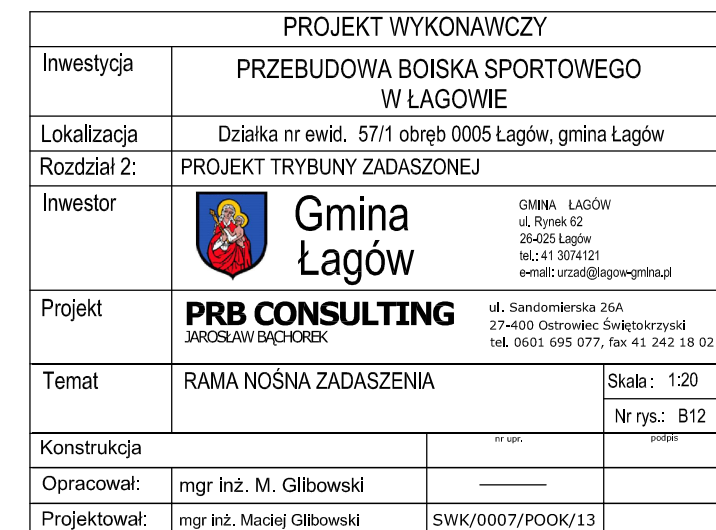 PROJEKT WYKONAWCZY
Inwestycja
PRZEBUDOWA BOISKA SPORTOWEGO
W ŁAGOWIE
Lokalizacja
Działka nr ewid. 57/1 obręb 0005 Łagów, gmina Łagów
Rozdział 2:
PROJEKT TRYBUNY ZADASZONEJ
Inwestor
Gmina
Łagów
GMINA ŁAGÓW
ul. Rynek 62
26-025 Łagów
tel.: 41 3074121
e-mail: urzad@lagow-gmina.pl
Projekt
PRB CONSULTING
JAROSŁAW BĄCHOREK
ul. Sandomierska 26A
27-400 Ostrowiec Świętokrzyski
tel. 0601 695 077, fax 41 242 18 02
Temat
RAMA NOŚNA ZADASZENIA
Skala: 1:20
Nr rys.: B12
Konstrukcja
nr upr.
podpis
Opracował:
mgr inż. M. Glibowski
Projektował:
mgr inż. Maciej Glibowski
SWK/0007/POOK/13